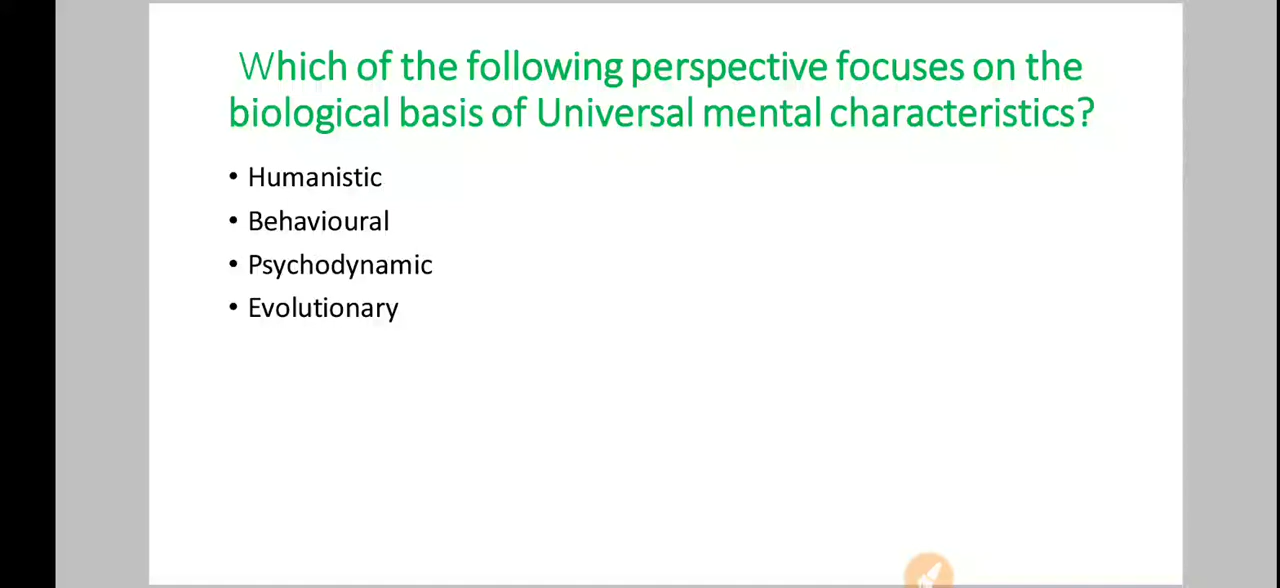 Which of the following perspective focuses on the
biological basis of Universal mental characteristics?
• Humanistic
• Behavioural
• Psychodynamic
• Evolutionary